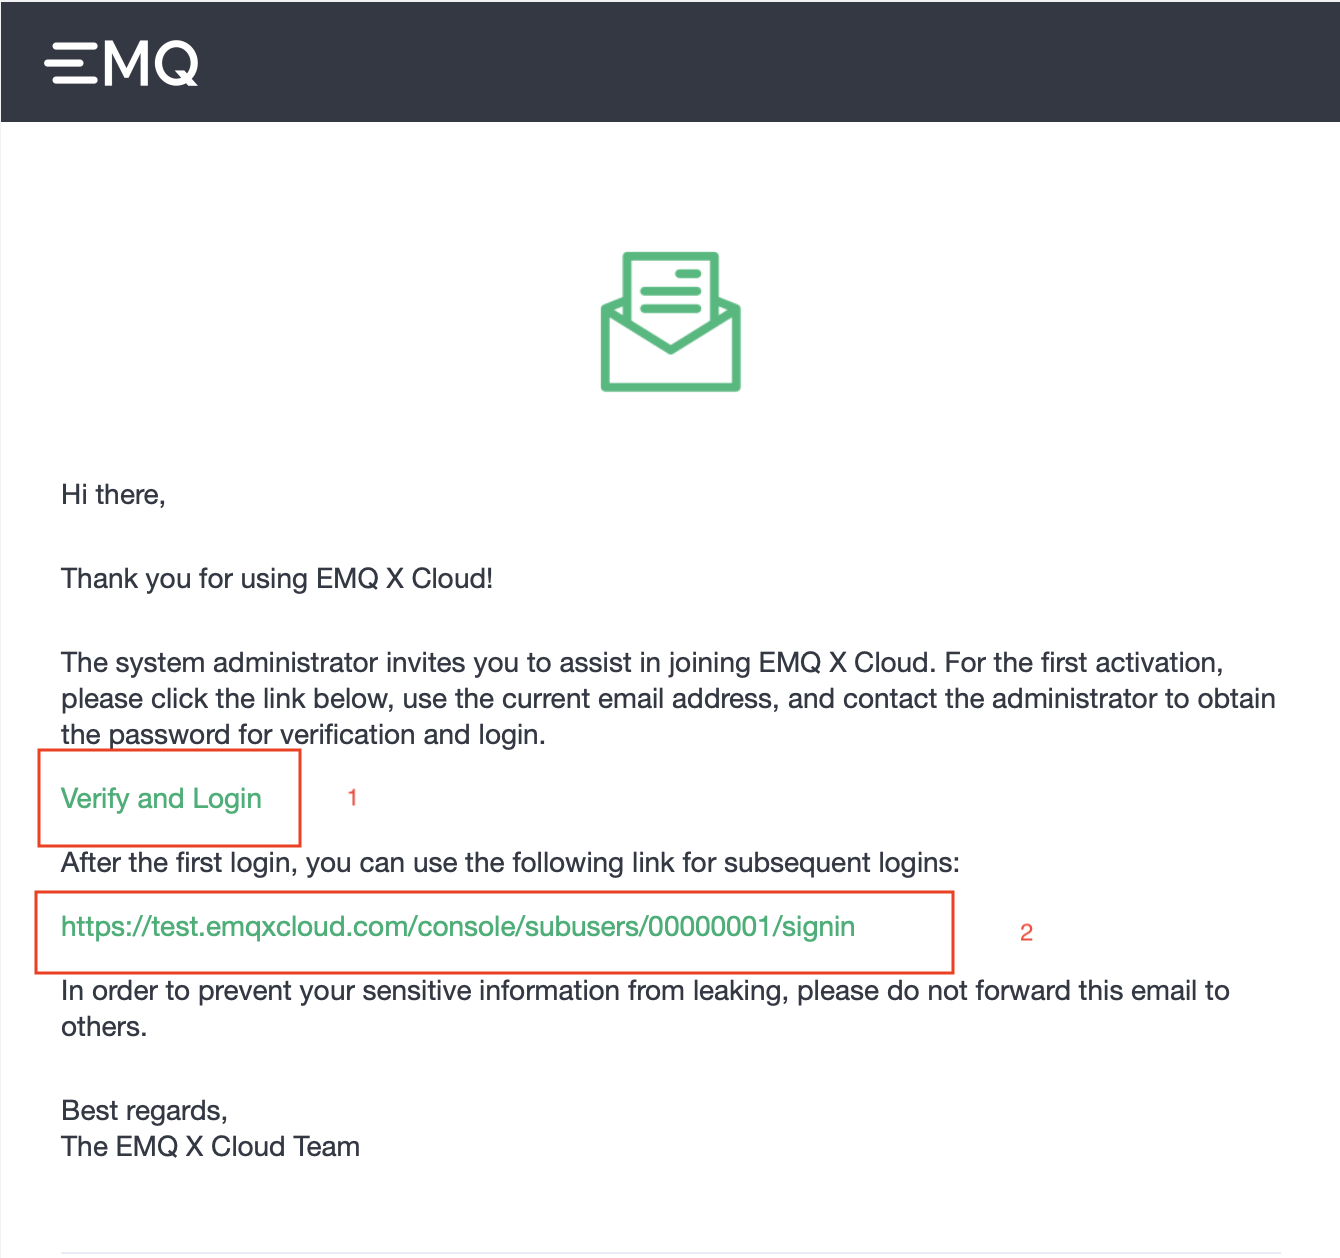 EMQ
Hi there,
Thank you for using EMQ X Cloud!
The system administrator invites you to assist in joining EMQ X Cloud. For the first activation,
please click the link below, use the current email address, and contact the administrator to obtain
the password for verification and login.
Verify and Login 1
After the first login, you can use the following link for subsequent logins:
https://test.emqxcloud.com/console/subusers/00000001/signin 2
In order to prevent your sensitive information from leaking, please do not forward this email to
others.
Best regards,
The EMQ X Cloud Team